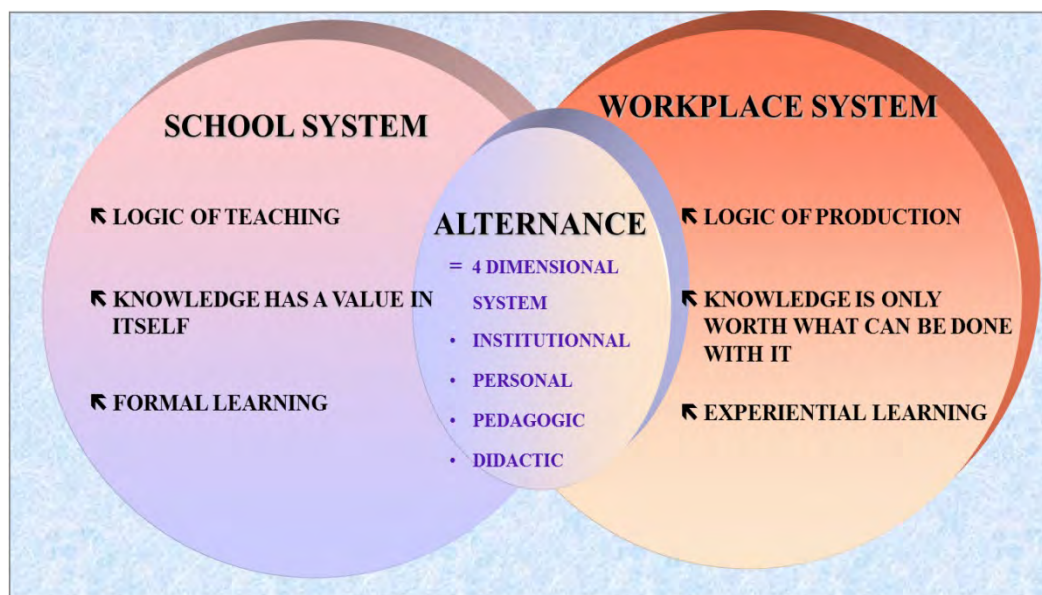 SCHOOL SYSTEM
↖ LOGIC OF TEACHING
↖ KNOWLEDGE HAS A VALUE IN
ITSELF
↖ FORMAL LEARNING
ALTERNANCE
= 4 DIMENSIONAL
SYSTEM
• INSTITUTIONNAL
• PERSONAL
• PEDAGOGIC
• DIDACTIC
WORKPLACE SYSTEM
↖ LOGIC OF PRODUCTION
↖ KNOWLEDGE IS ONLY
WORTH WHAT CAN BE DONE
WITH IT
↖ EXPERIENTIAL LEARNING